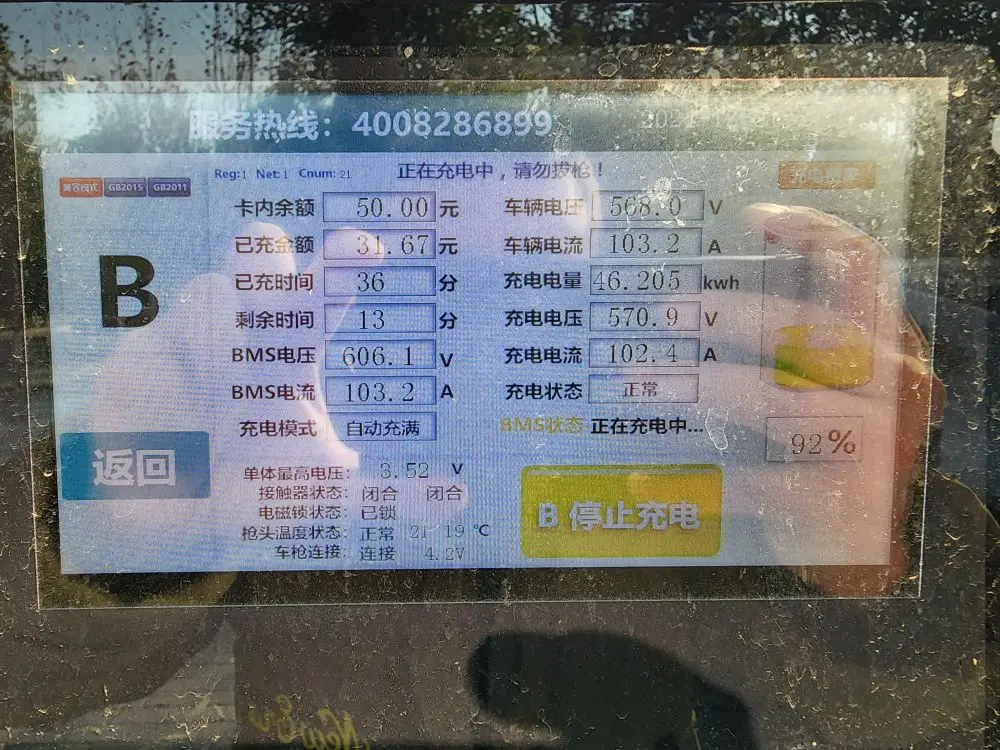 服务热线：4008286899
兼容模式 GB2015 GB2011 Reg:1 Net:1 Cnum:21 正在充电中，请勿拔枪！ 充电费率
卡内余额 50.00 元 车辆电压 568.0 V
已充金额 31.67 元 车辆电流 103.2 A
已充时间 36 分 充电电量 46.205 kwh
B
剩余时间 13 分 充电电压 570.9 V
BMS电压 606.1 V 充电电流 102.4 A
BMS电流 103.2 A 充电状态 正常
充电模式 自动充满 BMS状态 正在充电中... 92%
返回
单体最高电压： 3.52 V
接触器状态： 闭合 闭合
电磁锁状态： 已锁
枪头温度状态： 正常 21 19 ℃
车枪连接： 连接 4.2V
B 停止充电